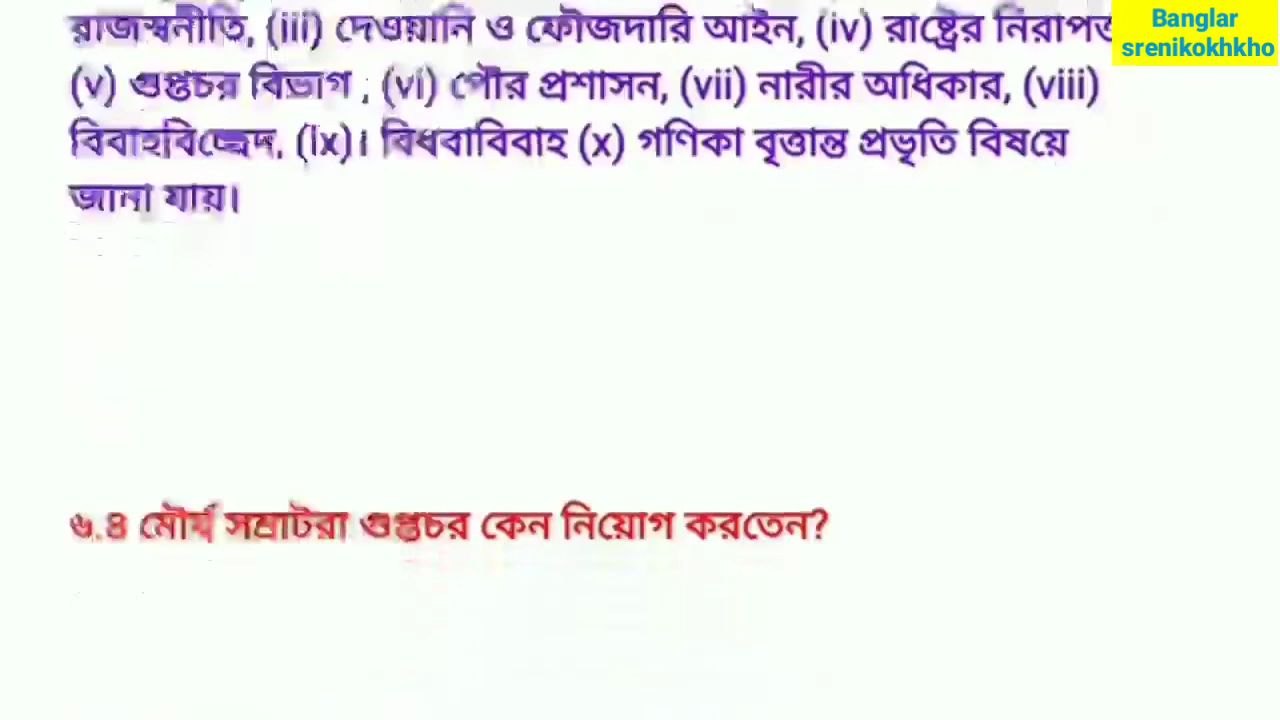 রাজস্বনীতি, (iii) দেওয়ানি ও ফৌজদারি আইন, (iv) রাষ্ট্রের
(v) গুপ্তচর বিভাগ ; (vi) পৌর প্রশাসন, (vii) নারীর অধিকার, (viii)
বিবাহবিচ্ছেদ, (ix)। বিধবাবিবাহ (x) গণিকা বৃত্তান্ত প্রভৃতি বিষয়ে
জানা যায়।
৬.৪ মৌর্য সম্রাটরা গুপ্তচর কেন নিয়োগ করতেন?
Banglar
srenikokhkho